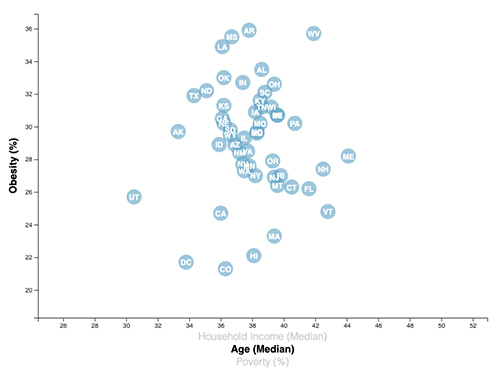 36
34
32
30
28
26
24
22
20
Obesity (%)
AR
WV
MS
LA
AL
OK
IN
OH
ND
SC
TX
KY
KS
TN
WI
IA
GA
NE
MO
PA
SD
AK
WY
IL
ID
AZ
NM
VA
ME
OR
NV
MN
NH
WA
NY
NJ
RI
MT
CT
FL
UT
CA
VT
MA
HI
DC
CO
26 28 30 32 34 36 38 40 42 44 46 48 50 52
Household Income (Median)
Age (Median)
Poverty (%)